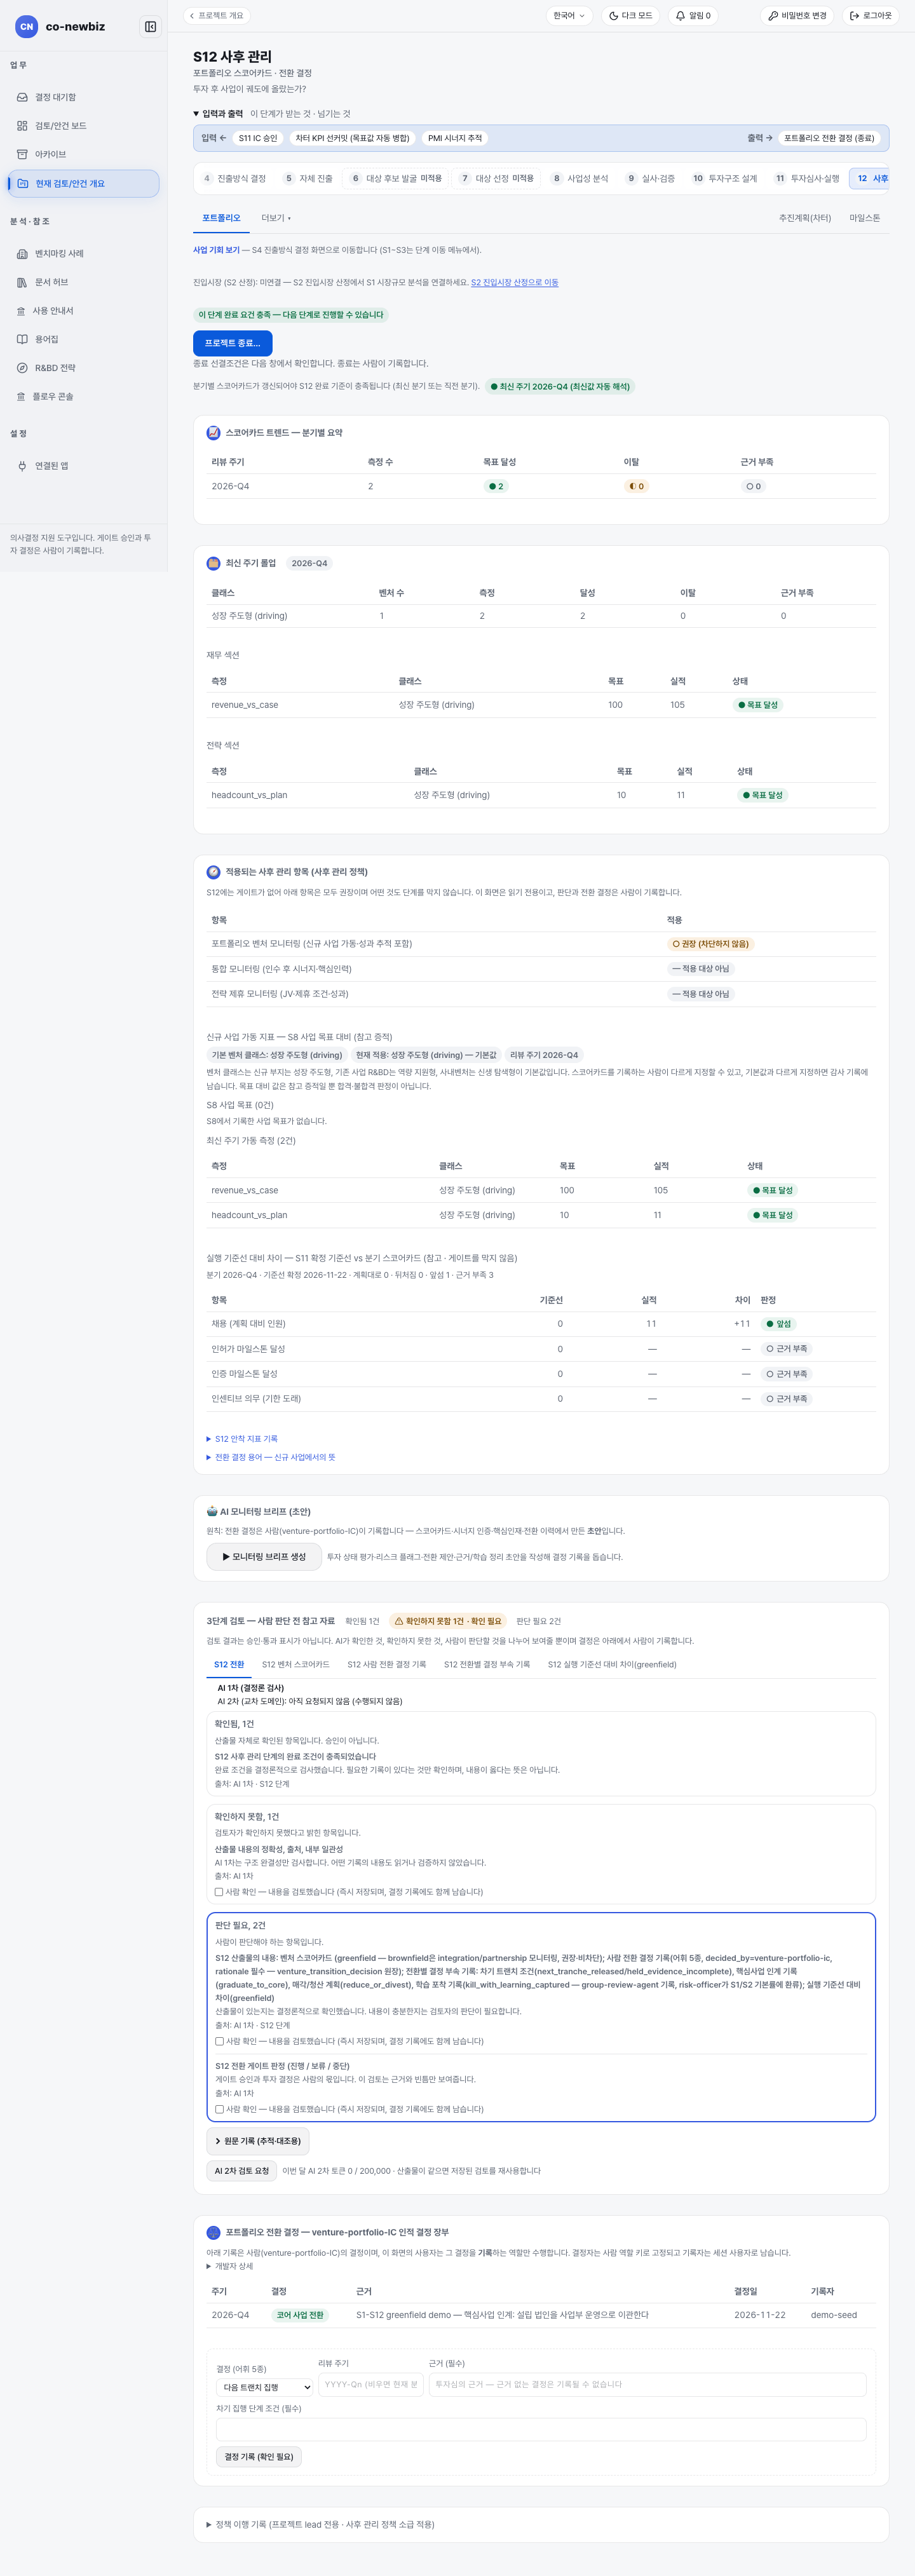 CN co-newbiz
업무
결정 대기함
검토/안건 보드
아카이브
현재 검토/안건 개요
분석·참조
벤치마킹 사례
문서 허브
사용 안내서
용어집
R&BD 전략
플로우 콘솔
설정
연결된 앱
의사결정 지원 도구입니다. 게이트 승인과 투
자 결정은 사람이 기록합니다.
프로젝트 개요
한국어
다크 모드
알림 0
비밀번호 변경
로그아웃
S12 사후 관리
포트폴리오 스코어카드 · 전환 결정
투자 후 사업이 궤도에 올랐는가?
▼ 입력과 출력 이 단계가 받는 것 · 넘기는 것
입력 ← S11 IC 승인 차터 KPI 선커밋 (목표값 자동 병합) PMI 시너지 추적 출력 → 포트폴리오 전환 결정 (종료)
4 진출방식 결정 5 자체 진출 6 대상 후보 발굴 미적용 7 대상 선정 미적용 8 사업성 분석 9 실사·검증 10 투자구조 설계 11 투자심사·실행 12 사후
포트폴리오 더보기 ▾ 추진계획(차터) 마일스톤
사업 기회 보기 — S4 진출방식 결정 화면으로 이동합니다 (S1~S3는 단계 이동 메뉴에서).
진입시장 (S2 산정): 미연결 — S2 진입시장 산정에서 S1 시장규모 분석을 연결하세요. S2 진입시장 산정으로 이동
이 단계 완료 요건 충족 — 다음 단계로 진행할 수 있습니다
프로젝트 종료...
종료 선결조건은 다음 창에서 확인합니다. 종료는 사람이 기록합니다.
분기별 스코어카드가 갱신되어야 S12 완료 기준이 충족됩니다 (최신 분기 또는 직전 분기). ● 최신 주기 2026-Q4 (최신값 자동 해석)
스코어카드 트렌드 — 분기별 요약
리뷰 주기 측정 수 목표 달성 이탈 근거 부족
2026-Q4 2 ● 2 ◐ 0 ○ 0
최신 주기 롤업 2026-Q4
클래스 벤처 수 측정 달성 이탈 근거 부족
성장 주도형 (driving) 1 2 2 0 0
재무 섹션
측정 클래스 목표 실적 상태
revenue_vs_case 성장 주도형 (driving) 100 105 ● 목표 달성
전략 섹션
측정 클래스 목표 실적 상태
headcount_vs_plan 성장 주도형 (driving) 10 11 ● 목표 달성
적용되는 사후 관리 항목 (사후 관리 정책)
S12에는 게이트가 없어 아래 항목은 모두 권장이며 어떤 것도 단계를 막지 않습니다. 이 화면은 읽기 전용이고, 판단과 전환 결정은 사람이 기록합니다.
항목 적용
포트폴리오 벤처 모니터링 (신규 사업 가동·성과 추적 포함) ○ 권장 (차단하지 않음)
통합 모니터링 (인수 후 시너지·핵심인력) — 적용 대상 아님
전략 제휴 모니터링 (JV·제휴 조건·성과) — 적용 대상 아님
신규 사업 가동 지표 — S8 사업 목표 대비 (참고 증적)
기본 벤처 클래스: 성장 주도형 (driving) 현재 적용: 성장 주도형 (driving) — 기본값 리뷰 주기 2026-Q4
벤처 클래스는 신규 부지는 성장 주도형, 기존 사업 R&BD는 역량 지원형, 사내벤처는 신생 탐색형이 기본값입니다. 스코어카드를 기록하는 사람이 다르게 지정할 수 있고, 기본값과 다르게 지정하면 감사 기록에
남습니다. 목표 대비 값은 참고 증적일 뿐 합격·불합격 판정이 아닙니다.
S8 사업 목표 (0건)
S8에서 기록한 사업 목표가 없습니다.
최신 주기 가동 측정 (2건)
측정 클래스 목표 실적 상태
revenue_vs_case 성장 주도형 (driving) 100 105 ● 목표 달성
headcount_vs_plan 성장 주도형 (driving) 10 11 ● 목표 달성
실행 기준선 대비 차이 — S11 확정 기준선 vs 분기 스코어카드 (참고 · 게이트를 막지 않음)
분기 2026-Q4 · 기준선 확정 2026-11-22 · 계획대로 0 · 뒤처짐 0 · 앞섬 1 · 근거 부족 3
항목 기준선 실적 차이 판정
채용 (계획 대비 인원) 0 11 +11 ● 앞섬
인허가 마일스톤 달성 0 — — ○ 근거 부족
인증 마일스톤 달성 0 — — ○ 근거 부족
인센티브 의무 (기한 도래) 0 — — ○ 근거 부족
▶ S12 안착 지표 기록
▶ 전환 결정 용어 — 신규 사업에서의 뜻
AI 모니터링 브리프 (초안)
원칙: 전환 결정은 사람(venture-portfolio-IC)이 기록합니다 — 스코어카드·시너지 인증·핵심인재·전환 이력에서 만든 초안입니다.
▶ 모니터링 브리프 생성 투자 상태 평가·리스크 플래그·전환 제안·근거/학습 정리 초안을 작성해 결정 기록을 돕습니다.
3단계 검토 — 사람 판단 전 참고 자료 확인됨 1건 ⚠ 확인하지 못함 1건 · 확인 필요 판단 필요 2건
검토 결과는 승인·통과 표시가 아닙니다. AI가 확인한 것, 확인하지 못한 것, 사람이 판단할 것을 나누어 보여줄 뿐이며 결정은 아래에서 사람이 기록합니다.
S12 전환 S12 벤처 스코어카드 S12 사람 전환 결정 기록 S12 전환별 결정 부속 기록 S12 실행 기준선 대비 차이(greenfield)
AI 1차 (결정론 검사)
AI 2차 (교차 도메인): 아직 요청되지 않음 (수행되지 않음)
확인됨, 1건
산출물 자체로 확인된 항목입니다. 승인이 아닙니다.
S12 사후 관리 단계의 완료 조건이 충족되었습니다
완료 조건을 결정론적으로 검사했습니다. 필요한 기록이 있다는 것만 확인하며, 내용이 옳다는 뜻은 아닙니다.
출처: AI 1차 · S12 단계
확인하지 못함, 1건
검토자가 확인하지 못했다고 밝힌 항목입니다.
산출물 내용의 정확성, 출처, 내부 일관성
AI 1차는 구조 완결성만 검사합니다. 어떤 기록의 내용도 읽거나 검증하지 않았습니다.
출처: AI 1차
사람 확인 — 내용을 검토했습니다 (즉시 저장되며, 결정 기록에도 함께 남습니다)
판단 필요, 2건
사람이 판단해야 하는 항목입니다.
S12 산출물의 내용: 벤처 스코어카드 (greenfield — brownfield은 integration/partnership 모니터링, 권장·비차단); 사람 전환 결정 기록(어휘 5종, decided_by=venture-portfolio-ic,
rationale 필수 — venture_transition_decision 원장); 전환별 결정 부속 기록: 차기 트랜치 조건(next_tranche_released/held_evidence_incomplete), 핵심사업 인계 기록
(graduate_to_core), 매각/청산 계획(reduce_or_divest), 학습 포착 기록(kill_with_learning_captured — group-review-agent 기록, risk-officer가 S1/S2 기본률에 환류); 실행 기준선 대비
차이(greenfield)
산출물이 있는지는 결정론적으로 확인했습니다. 내용이 충분한지는 검토자의 판단이 필요합니다.
출처: AI 1차 · S12 단계
사람 확인 — 내용을 검토했습니다 (즉시 저장되며, 결정 기록에도 함께 남습니다)
S12 전환 게이트 판정 (진행 / 보류 / 중단)
게이트 승인과 투자 결정은 사람의 몫입니다. 이 검토는 근거와 빈틈만 보여줍니다.
출처: AI 1차
사람 확인 — 내용을 검토했습니다 (즉시 저장되며, 결정 기록에도 함께 남습니다)
원문 기록 (추적·대조용)
AI 2차 검토 요청 이번 달 AI 2차 토큰 0 / 200,000 · 산출물이 같으면 저장된 검토를 재사용합니다
포트폴리오 전환 결정 — venture-portfolio-IC 인적 결정 장부
아래 기록은 사람(venture-portfolio-IC)의 결정이며, 이 화면의 사용자는 그 결정을 기록하는 역할만 수행합니다. 결정자는 사람 역할 키로 고정되고 기록자는 세션 사용자로 남습니다.
▶ 개발자 상세
주기 결정 근거 결정일 기록자
2026-Q4 코어 사업 전환 S1-S12 greenfield demo — 핵심사업 인계: 설립 법인을 사업부 운영으로 이관한다 2026-11-22 demo-seed
결정 (어휘 5종) 리뷰 주기 근거 (필수)
다음 트랜치 집행 YYYY-Qn (비우면 현재 분 투자심의 근거 — 근거 없는 결정은 기록될 수 없습니다
차기 집행 단계 조건 (필수)
결정 기록 (확인 필요)
▶ 정책 이행 기록 (프로젝트 lead 전용 · 사후 관리 정책 소급 적용)